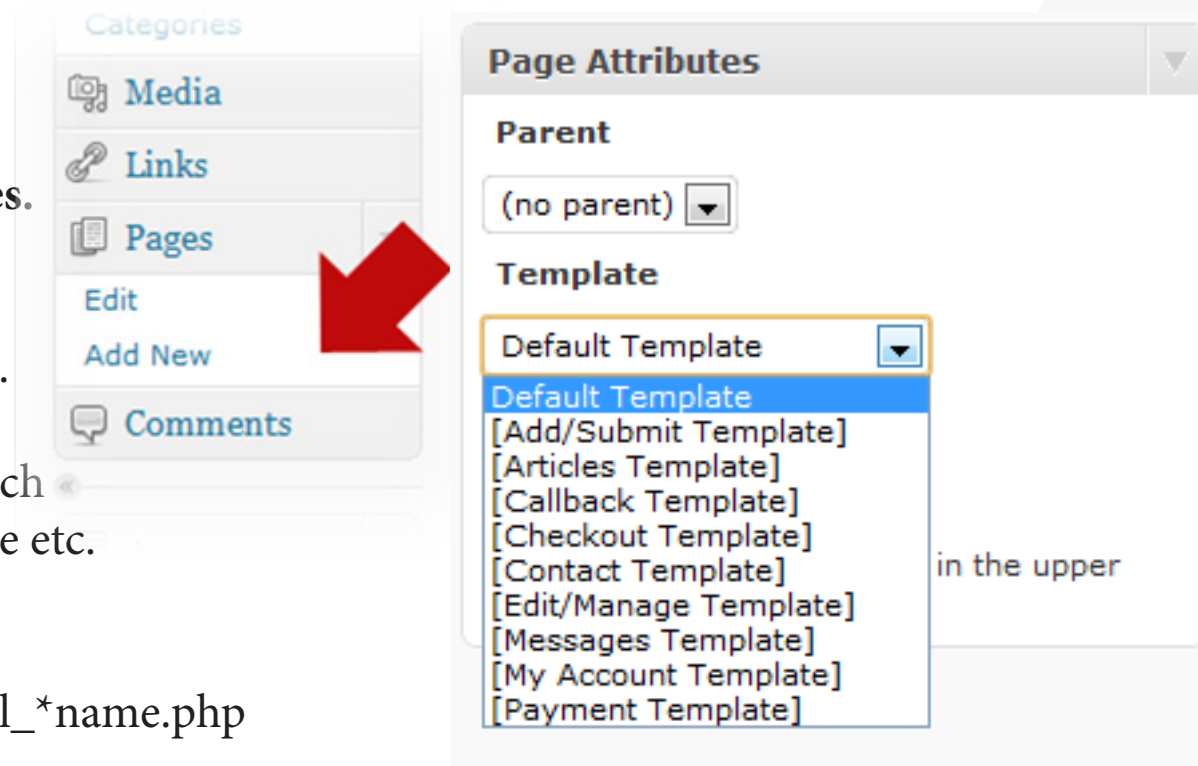 Categories
Media
Links
es.
Pages
Edit
Add New
.
Comments
ch
e etc.
l_*name.php
Page Attributes
Parent
(no parent)
Template
Default Template
Default Template
[Add/Submit Template]
[Articles Template]
[Callback Template]
[Checkout Template]
[Contact Template]
in the upper
[Edit/Manage Template]
[Messages Template]
[My Account Template]
[Payment Template]